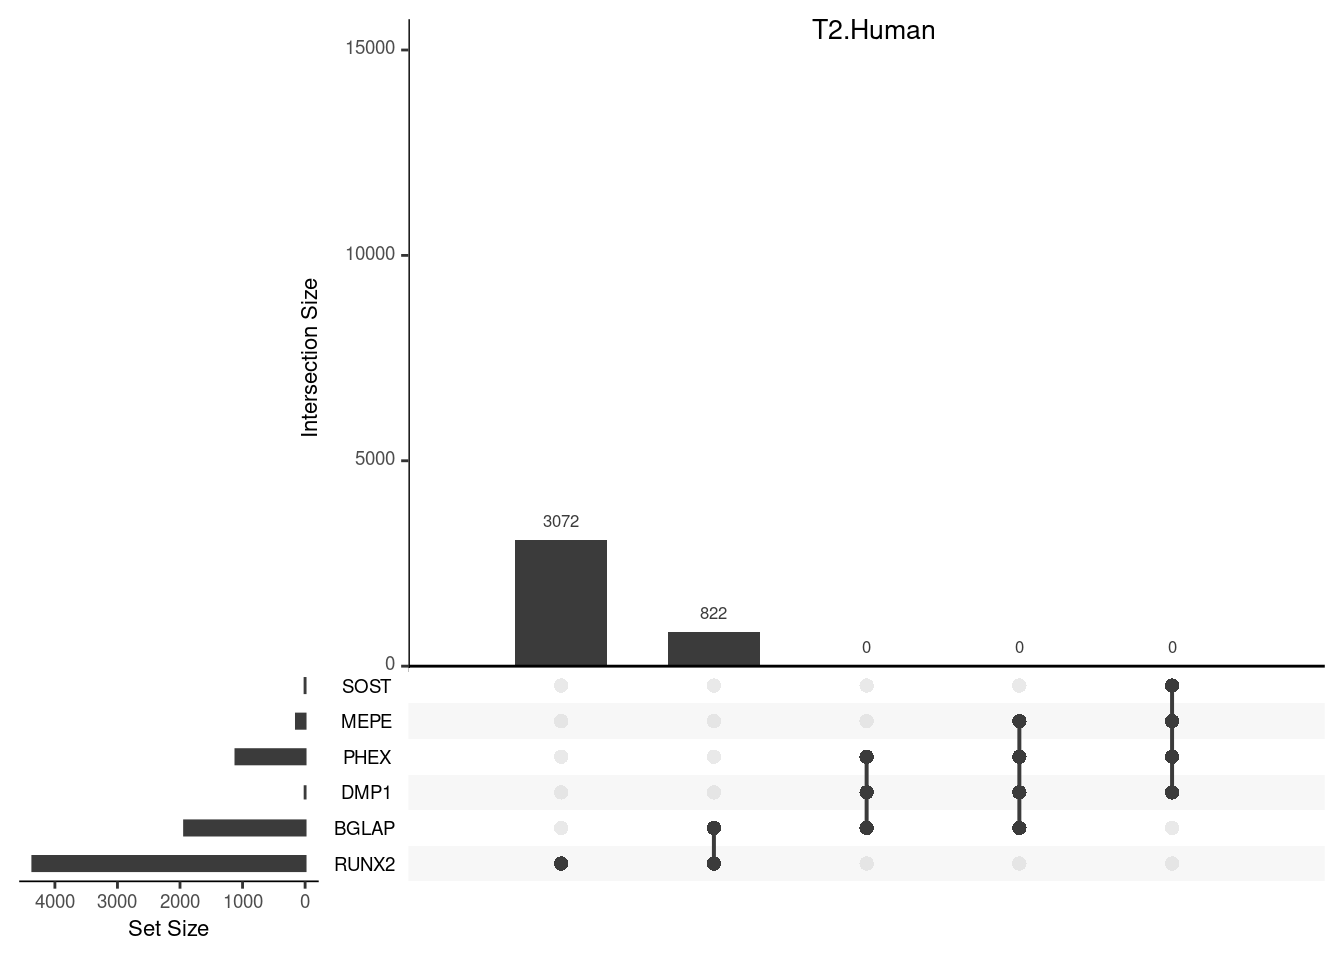 T2.Human
15000
10000
5000
0
Intersection Size
3072
822
0
0
0
SOST
MEPE
PHEX
DMP1
BGLAP
RUNX2
4000 3000 2000 1000 0
Set Size